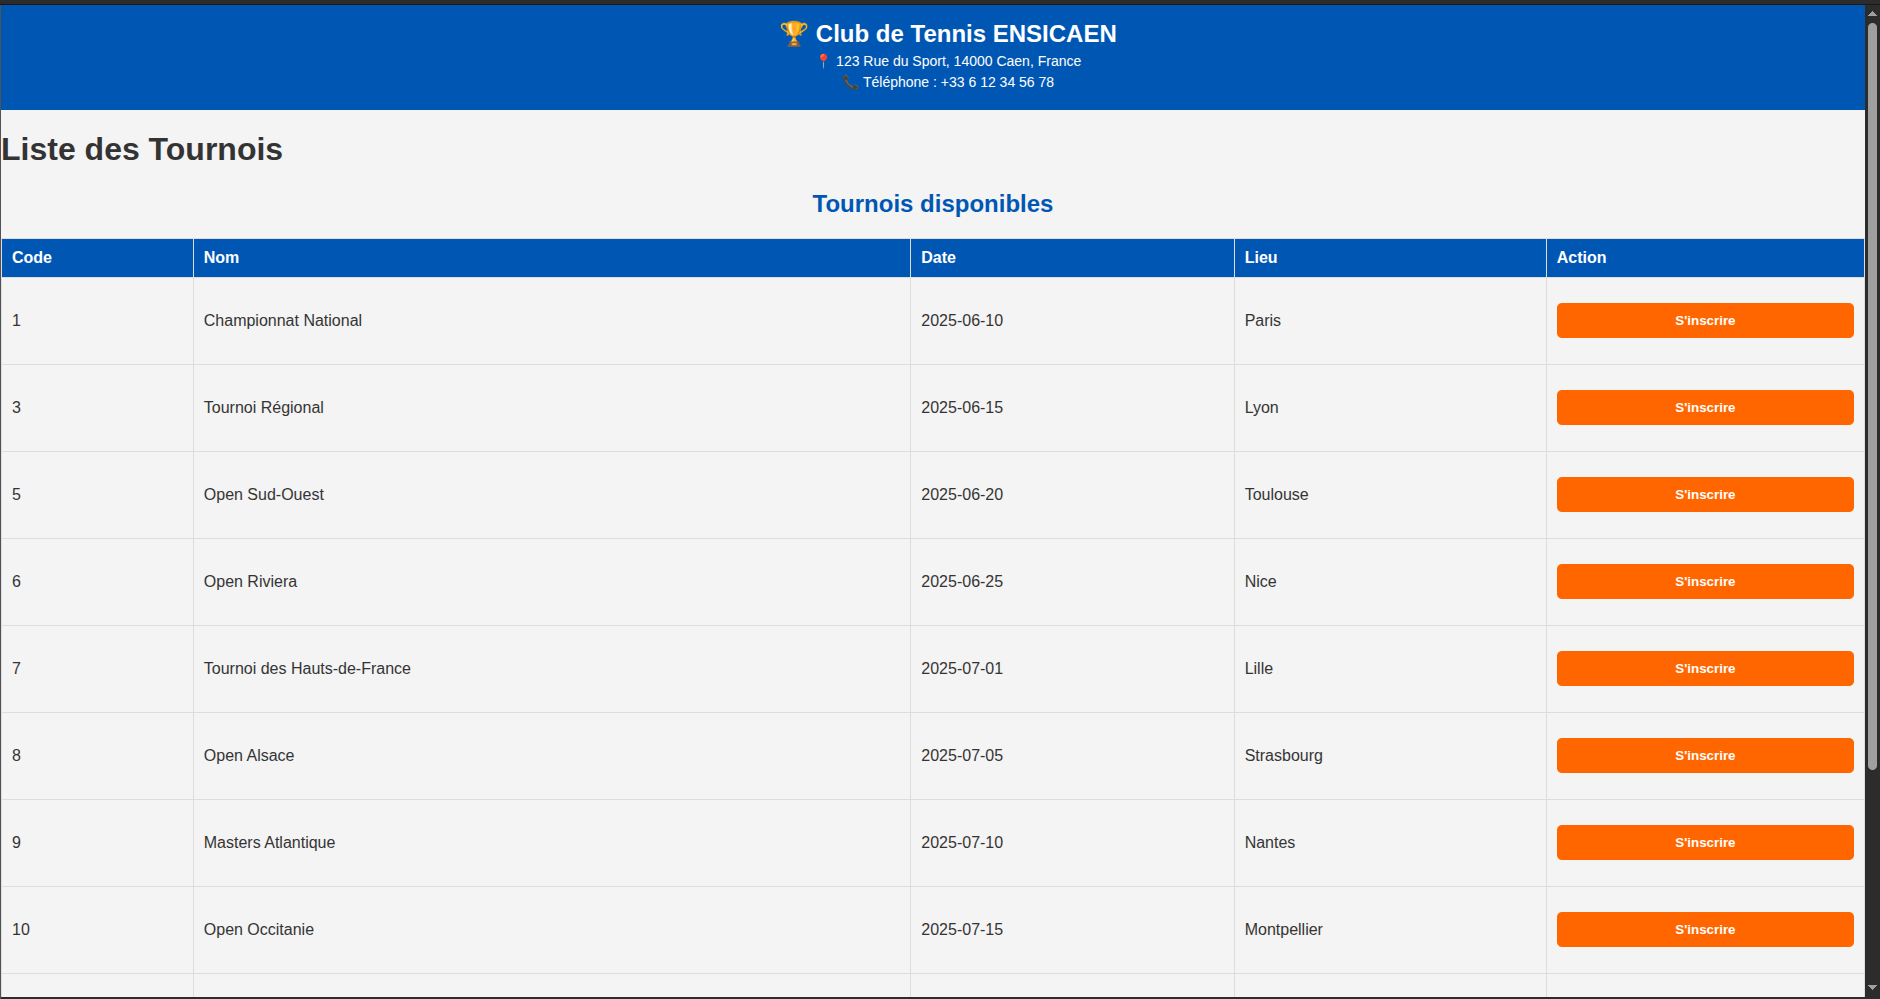 🏆 Club de Tennis ENSICAEN
📍 123 Rue du Sport, 14000 Caen, France
📞 Téléphone : +33 6 12 34 56 78
Liste des Tournois
Tournois disponibles
Code Nom Date Lieu Action
1 Championnat National 2025-06-10 Paris S'inscrire
3 Tournoi Régional 2025-06-15 Lyon S'inscrire
5 Open Sud-Ouest 2025-06-20 Toulouse S'inscrire
6 Open Riviera 2025-06-25 Nice S'inscrire
7 Tournoi des Hauts-de-France 2025-07-01 Lille S'inscrire
8 Open Alsace 2025-07-05 Strasbourg S'inscrire
9 Masters Atlantique 2025-07-10 Nantes S'inscrire
10 Open Occitanie 2025-07-15 Montpellier S'inscrire